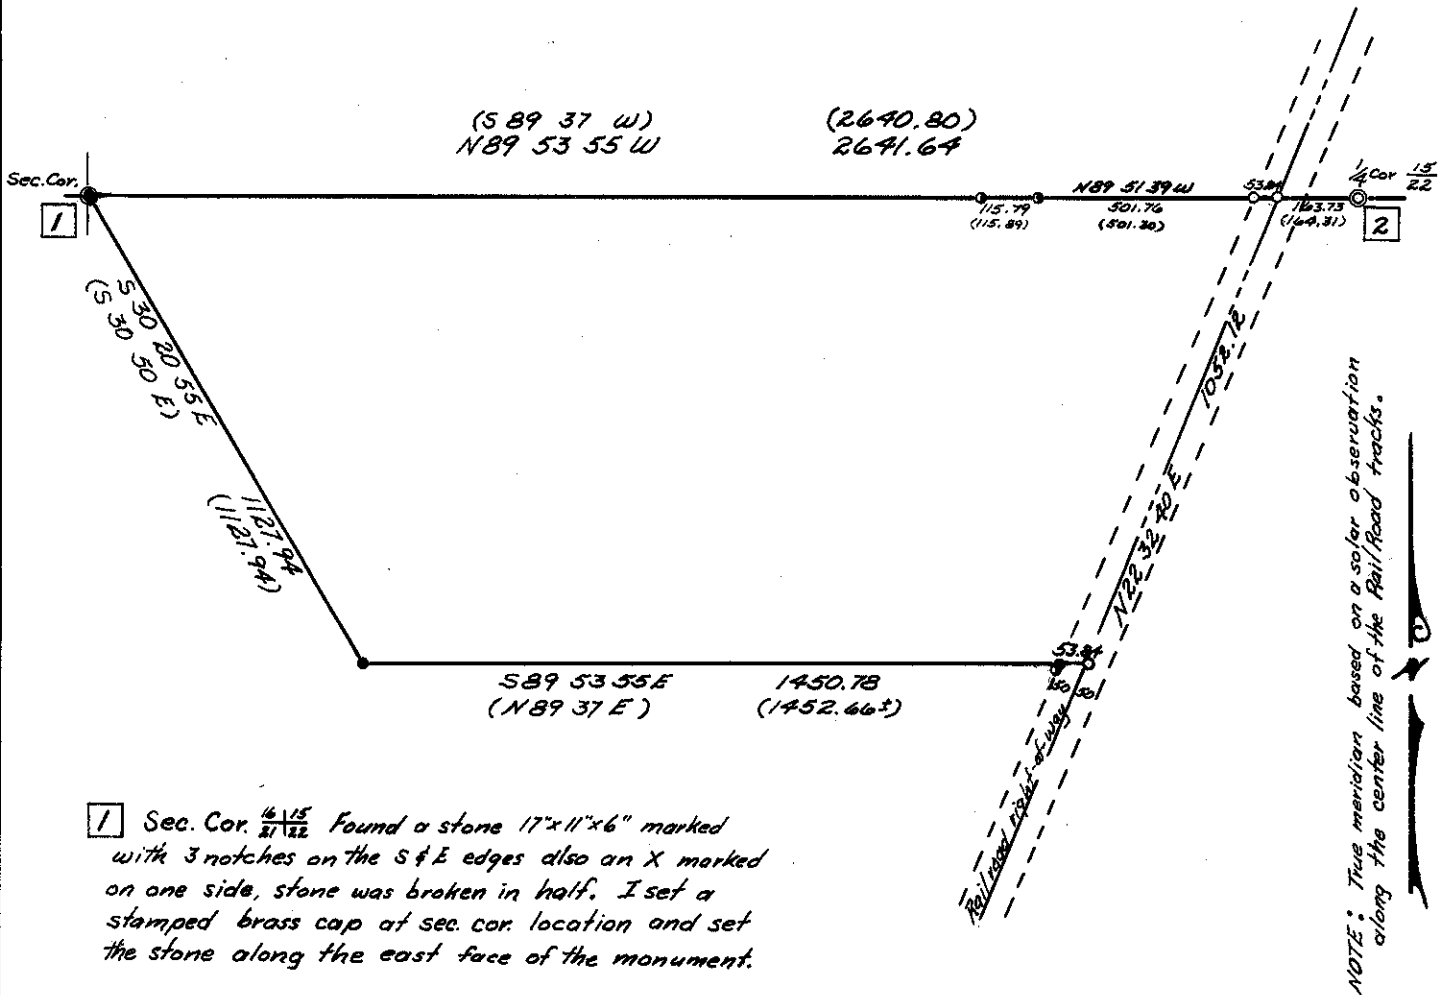 (S 89 37 W) (2640.80)
N89 53 55 W 2641.64
Sec. Cor.
1
1/4 Cor 15/22
2
N89 51 39 W
53.84
115.79
(115.89)
501.76
(501.30)
163.73
(164.31)
S 30 20 55 E
(S 30 50 E)
1127.94
(1127.94)
1052.12
N 22 32 40 E
53.84
50 50
S89 53 55 E 1450.78
(N 89 37 E) (1452.66±)
Rail road right-of-way
N
NOTE: True meridian based on a solar observation
along the center line of the Rail Road tracks.
1 Sec. Cor. 16|15 21|22 Found a stone 17"x11"x6" marked
with 3 notches on the S & E edges also an X marked
on one side, stone was broken in half. I set a
stamped brass cap at sec. cor. location and set
the stone along the east face of the monument.